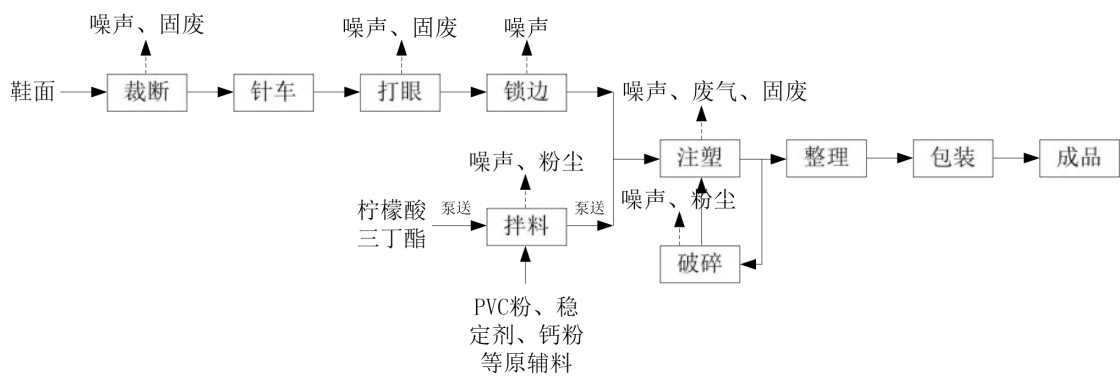 噪声、固废
噪声、固废
噪声
鞋面
裁断
针车
打眼
锁边
噪声、废气、固废
注塑
整理
包装
成品
噪声、粉尘
噪声、粉尘
柠檬酸
三丁酯
泵送
拌料
泵送
破碎
PVC粉、稳
定剂、钙粉
等原辅料